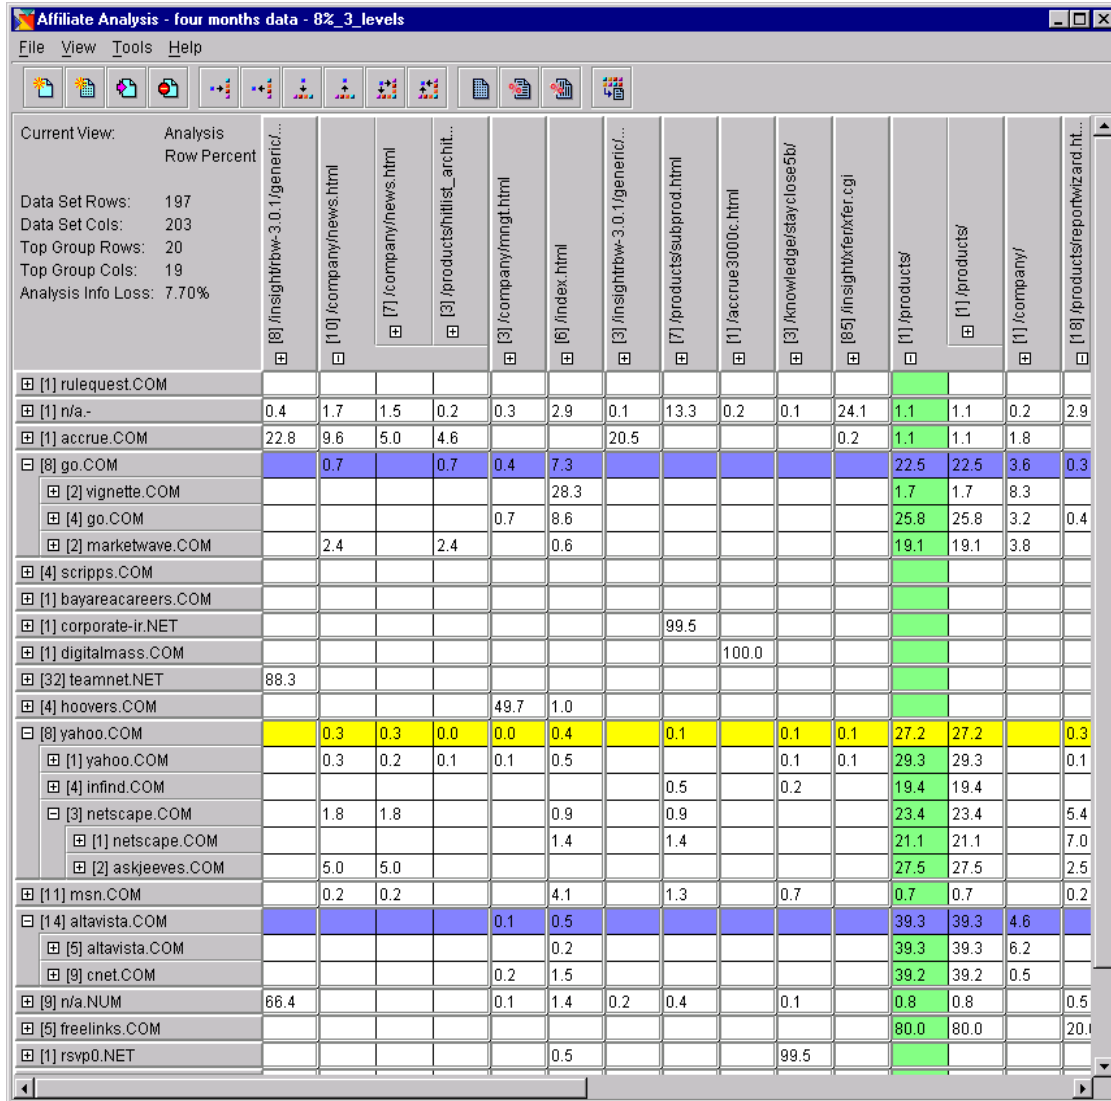 Affiliate Analysis - four months data - 8%_3_levels
File View Tools Help
Current View: Analysis
Row Percent
Data Set Rows: 197
Data Set Cols: 203
Top Group Rows: 20
Top Group Cols: 19
Analysis Info Loss: 7.70%
[8] /insight/rbw-3.0.1/generic/...
[10] /company/news.html
[7] /company/news.html
[3] /products/hitlist_archit...
[3] /company/mngt.html
[6] /index.html
[3] /insight/rbw-3.0.1/generic/...
[7] /products/subprod.html
[1] /accrue3000c.html
[3] /knowledge/stayclose5b/
[85] /insight/xfer/xfer.cgi
[1] /products/
[1] /products/
[1] /company/
[18] /products/reportwizard.ht...
[1] rulequest.COM
[1] n/a.- 0.4 1.7 1.5 0.2 0.3 2.9 0.1 13.3 0.2 0.1 24.1 1.1 1.1 0.2 2.9
[1] accrue.COM 22.8 9.6 5.0 4.6 20.5 0.2 1.1 1.1 1.8
[8] go.COM 0.7 0.7 0.4 7.3 22.5 22.5 3.6 0.3
[2] vignette.COM 28.3 1.7 1.7 8.3
[4] go.COM 0.7 8.6 25.8 25.8 3.2 0.4
[2] marketwave.COM 2.4 2.4 0.6 19.1 19.1 3.8
[4] scripps.COM
[1] bayareacareers.COM
[1] corporate-ir.NET 99.5
[1] digitalmass.COM 100.0
[32] teamnet.NET 88.3
[4] hoovers.COM 49.7 1.0
[8] yahoo.COM 0.3 0.3 0.0 0.0 0.4 0.1 0.1 0.1 27.2 27.2 0.3
[1] yahoo.COM 0.3 0.2 0.1 0.1 0.5 0.1 0.1 29.3 29.3 0.1
[4] infind.COM 0.5 0.2 19.4 19.4
[3] netscape.COM 1.8 1.8 0.9 0.9 23.4 23.4 5.4
[1] netscape.COM 1.4 1.4 21.1 21.1 7.0
[2] askjeeves.COM 5.0 5.0 27.5 27.5 2.5
[11] msn.COM 0.2 0.2 4.1 1.3 0.7 0.7 0.7 0.2
[14] altavista.COM 0.1 0.5 39.3 39.3 4.6
[5] altavista.COM 0.2 39.3 39.3 6.2
[9] cnet.COM 0.2 1.5 39.2 39.2 0.5
[9] n/a.NUM 66.4 0.1 1.4 0.2 0.4 0.1 0.8 0.8 0.5
[5] freelinks.COM 80.0 80.0 20.
[1] rsvp0.NET 0.5 99.5